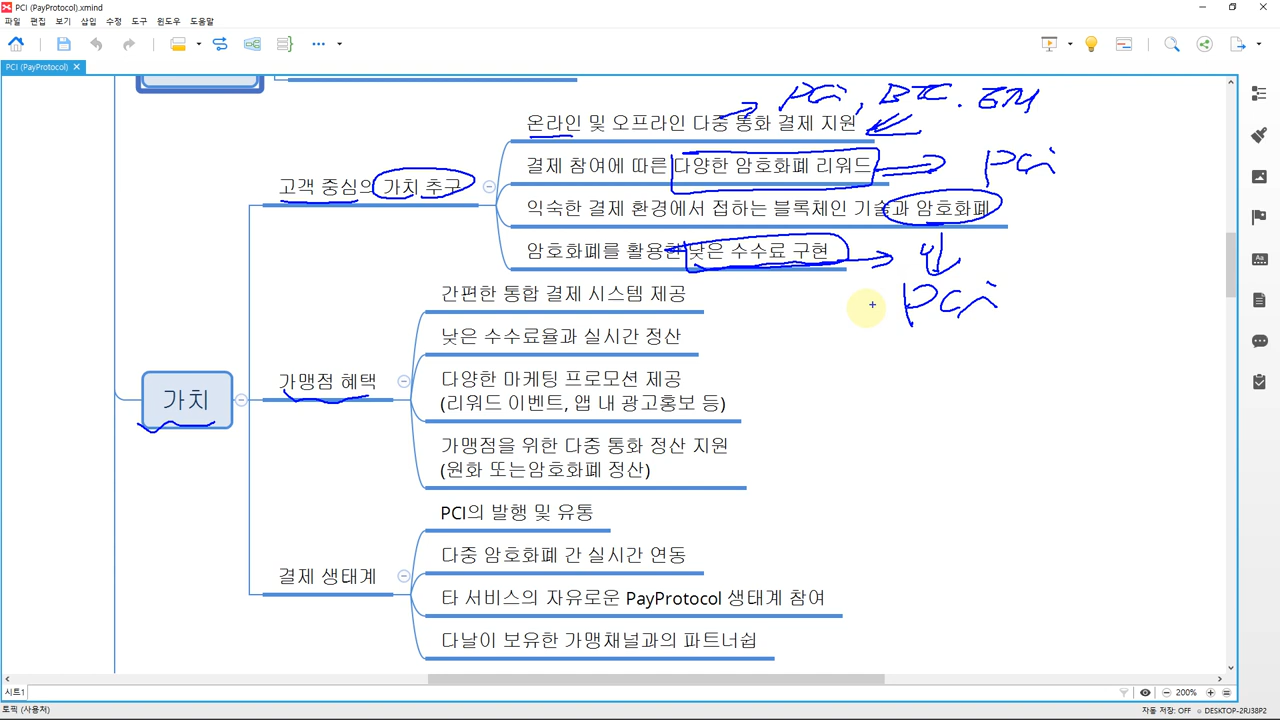 PCI (PayProtocol).xmind
파일 편집 보기 삽입 수정 도구 윈도우 도움말
PCI (PayProtocol)
PCi, BTC.
온라인 및 오프라인 다중 통화 결제 지원
결제 참여에 따른 다양한 암호화폐 리워드
PCi
고객 중심의 가치 추구
익숙한 결제 환경에서 접하는 블록체인 기술과 암호화폐
암호화폐를 활용한 낮은 수수료 구현
PCi
간편한 통합 결제 시스템 제공
낮은 수수료율과 실시간 정산
가맹점 혜택
다양한 마케팅 프로모션 제공
(리워드 이벤트, 앱 내 광고홍보 등)
가치
가맹점을 위한 다중 통화 정산 지원
(원화 또는암호화폐 정산)
PCI의 발행 및 유통
다중 암호화폐 간 실시간 연동
결제 생태계
타 서비스의 자유로운 PayProtocol 생태계 참여
다날이 보유한 가맹채널과의 파트너쉽
시트1
200%
토픽 (사용처)
자동 저장: OFF
DESKTOP-2RJ38P2